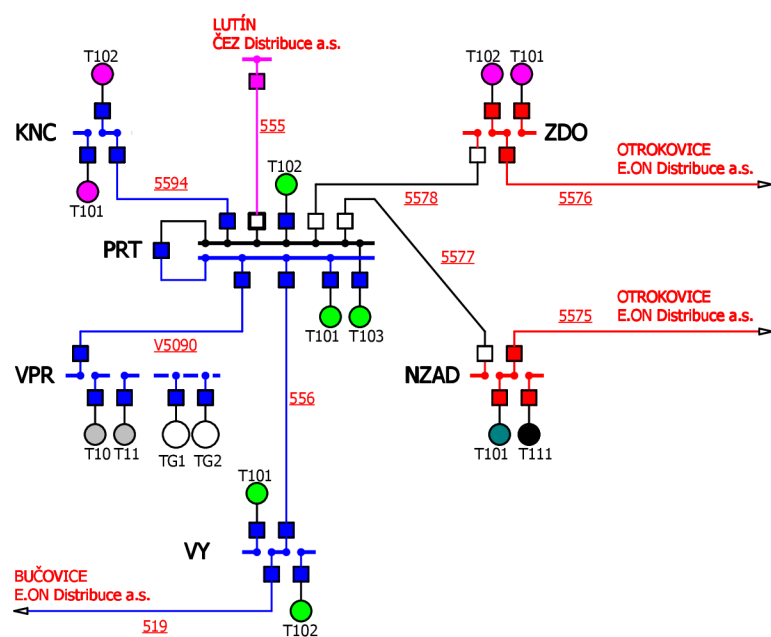 LUTÍN
ČEZ Distribuce a.s.
T102
T102
T101
KNC
555
ZDO
OTROKOVICE
E.ON Distribuce a.s.
T102
5594
T101
5578
5576
PRT
5577
OTROKOVICE
E.ON Distribuce a.s.
T101
T103
5575
V5090
VPR
NZAD
556
T10
T11
TG1
TG2
T101
T111
T101
VY
BUČOVICE
E.ON Distribuce a.s.
519
T102